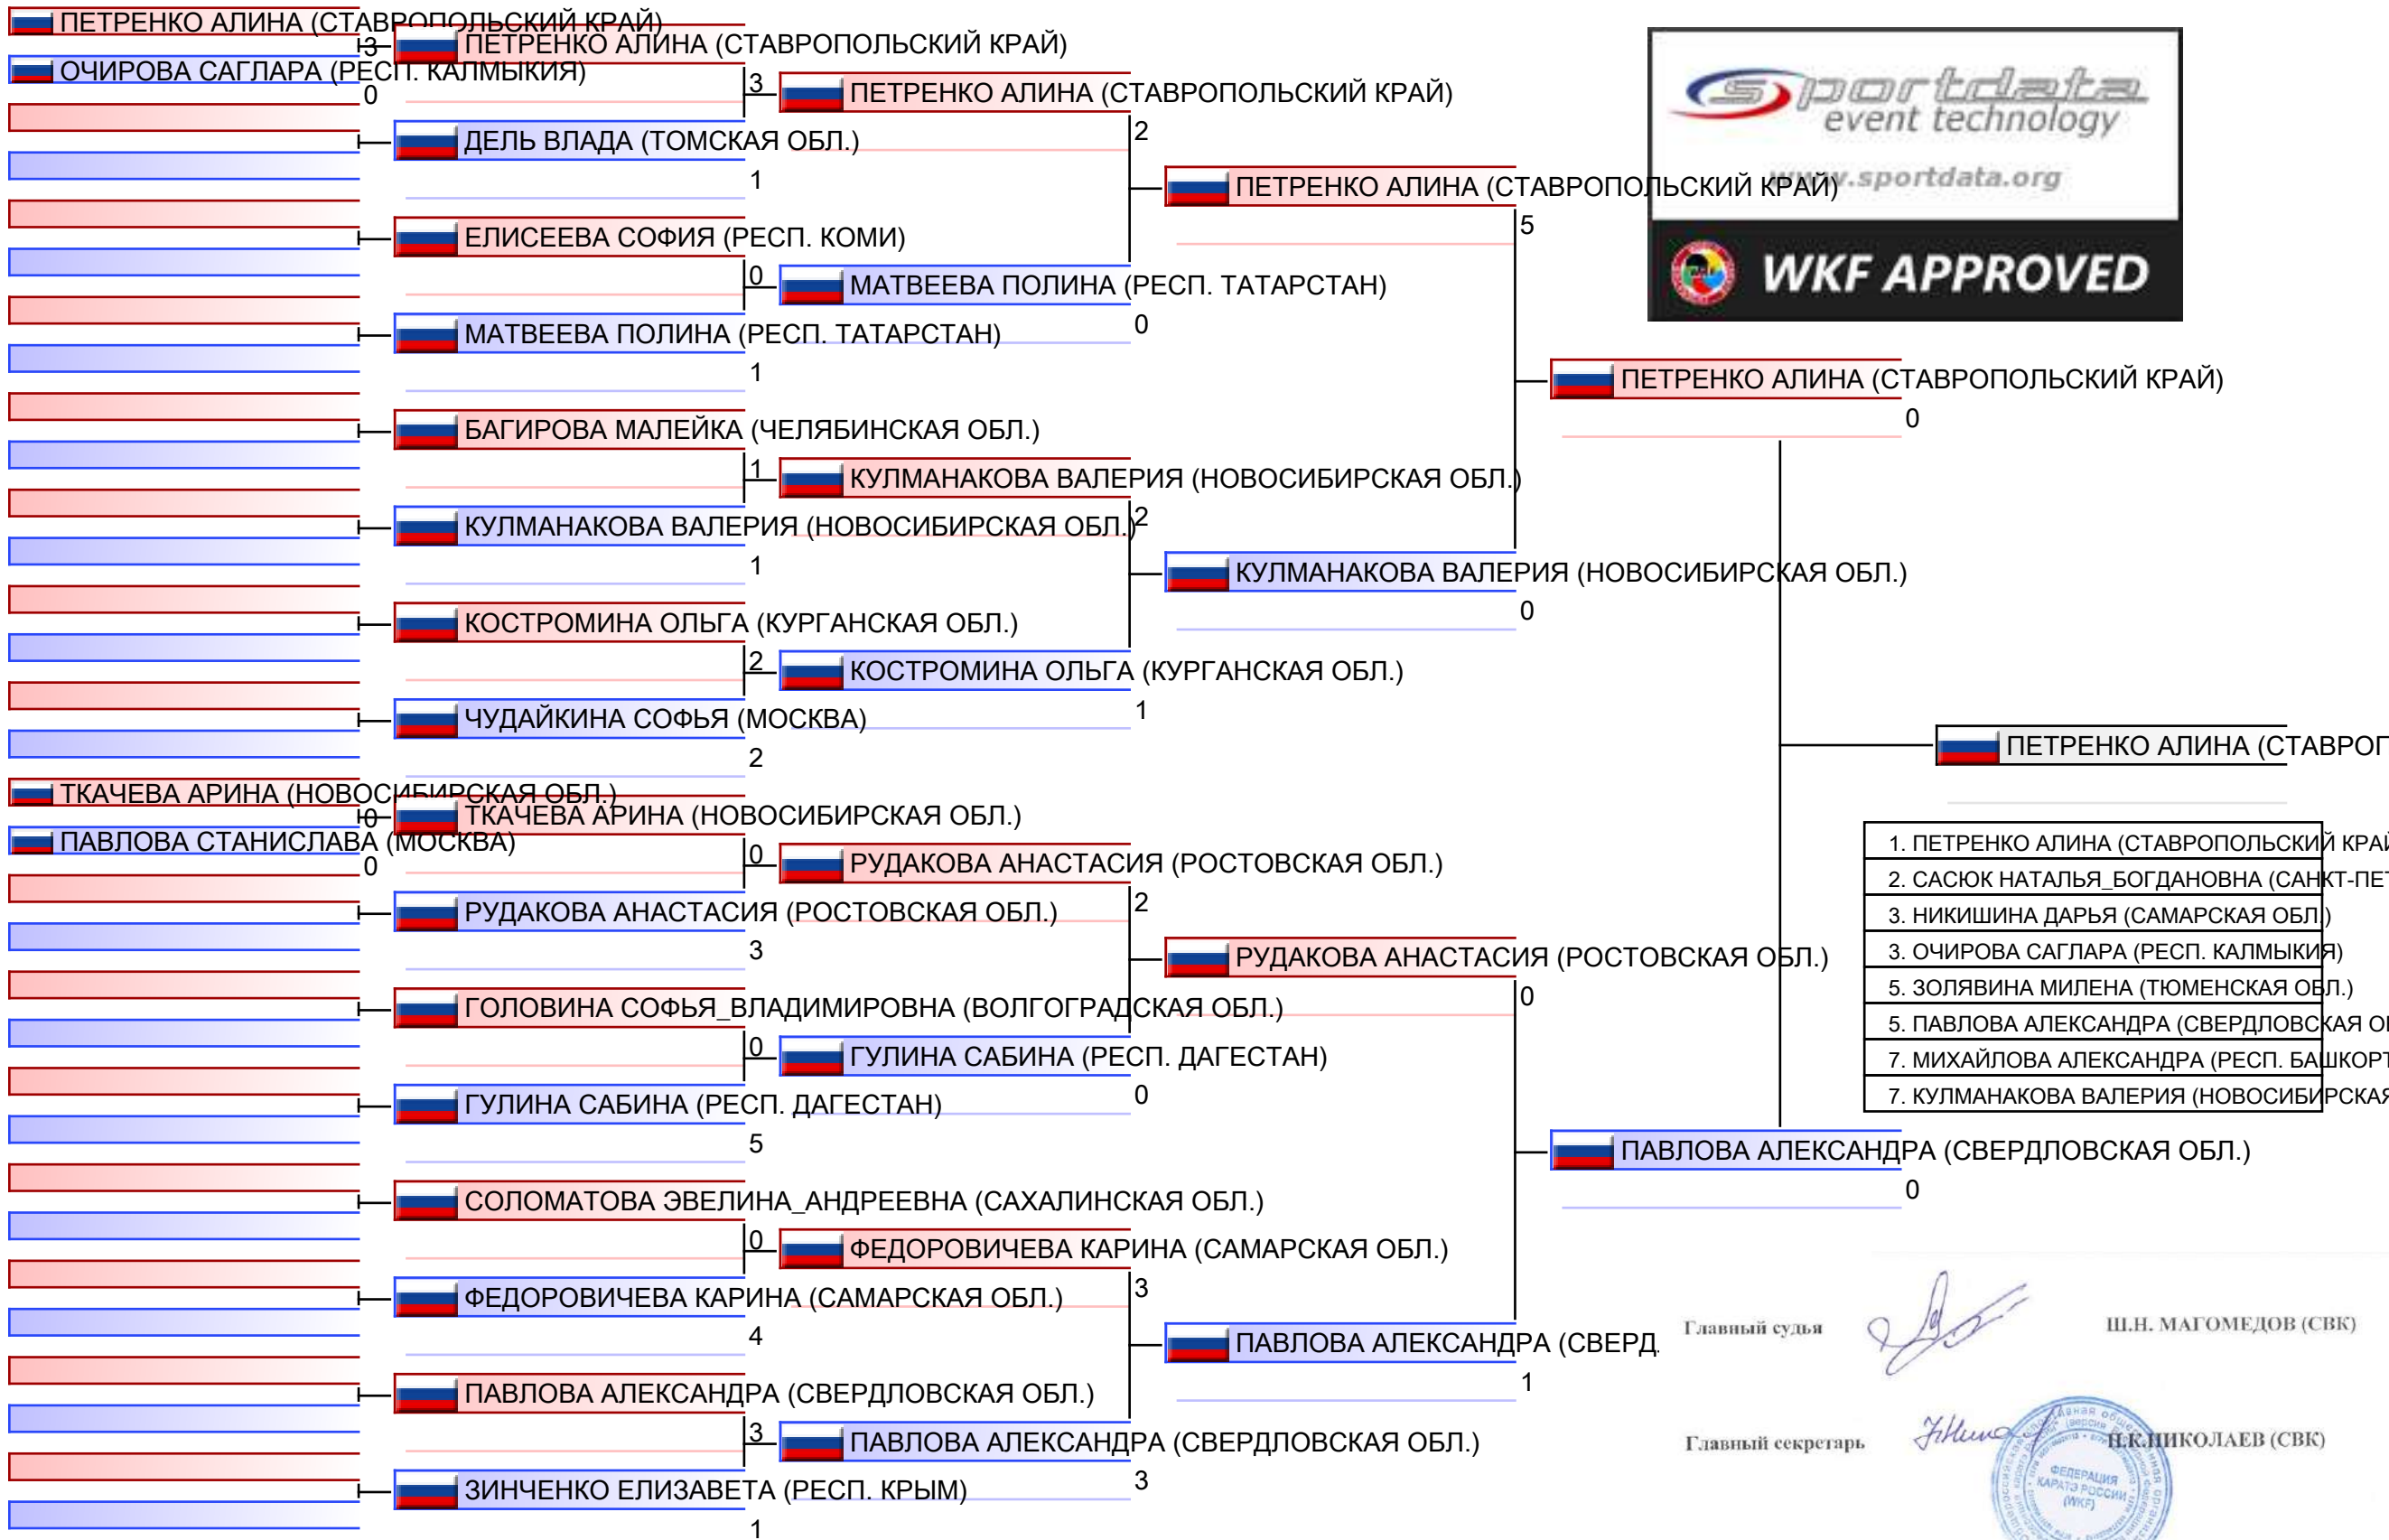 ПЕТРЕНКО АЛИНА (СТАВРОПОЛЬСКИЙ КРАЙ)
3
ОЧИРОВА САГЛАРА (РЕСП. КАЛМЫКИЯ)
0
ТКАЧЕВА АРИНА (НОВОСИБИРСКАЯ ОБЛ.)
0
ПАВЛОВА СТАНИСЛАВА (МОСКВА)
0
ПЕТРЕНКО АЛИНА (СТАВРОПОЛЬСКИЙ КРАЙ)
3
ДЕЛЬ ВЛАДА (ТОМСКАЯ ОБЛ.)
1
ЕЛИСЕЕВА СОФИЯ (РЕСП. КОМИ)
0
МАТВЕЕВА ПОЛИНА (РЕСП. ТАТАРСТАН)
1
БАГИРОВА МАЛЕЙКА (ЧЕЛЯБИНСКАЯ ОБЛ.)
1
КУЛМАНАКОВА ВАЛЕРИЯ (НОВОСИБИРСКАЯ ОБЛ.)
1
КОСТРОМИНА ОЛЬГА (КУРГАНСКАЯ ОБЛ.)
2
ЧУДАЙКИНА СОФЬЯ (МОСКВА)
2
ТКАЧЕВА АРИНА (НОВОСИБИРСКАЯ ОБЛ.)
0
РУДАКОВА АНАСТАСИЯ (РОСТОВСКАЯ ОБЛ.)
3
ГОЛОВИНА СОФЬЯ_ВЛАДИМИРОВНА (ВОЛГОГРАДСКАЯ ОБЛ.)
0
ГУЛИНА САБИНА (РЕСП. ДАГЕСТАН)
5
СОЛОМАТОВА ЭВЕЛИНА_АНДРЕЕВНА (САХАЛИНСКАЯ ОБЛ.)
0
ФЕДОРОВИЧЕВА КАРИНА (САМАРСКАЯ ОБЛ.)
4
ПАВЛОВА АЛЕКСАНДРА (СВЕРДЛОВСКАЯ ОБЛ.)
3
ЗИНЧЕНКО ЕЛИЗАВЕТА (РЕСП. КРЫМ)
1
ПЕТРЕНКО АЛИНА (СТАВРОПОЛЬСКИЙ КРАЙ)
2
МАТВЕЕВА ПОЛИНА (РЕСП. ТАТАРСТАН)
0
КУЛМАНАКОВА ВАЛЕРИЯ (НОВОСИБИРСКАЯ ОБЛ.)
2
КОСТРОМИНА ОЛЬГА (КУРГАНСКАЯ ОБЛ.)
1
РУДАКОВА АНАСТАСИЯ (РОСТОВСКАЯ ОБЛ.)
2
ГУЛИНА САБИНА (РЕСП. ДАГЕСТАН)
0
ФЕДОРОВИЧЕВА КАРИНА (САМАРСКАЯ ОБЛ.)
3
ПАВЛОВА АЛЕКСАНДРА (СВЕРДЛОВСКАЯ ОБЛ.)
3
ПЕТРЕНКО АЛИНА (СТАВРОПОЛЬСКИЙ КРАЙ)
5
КУЛМАНАКОВА ВАЛЕРИЯ (НОВОСИБИРСКАЯ ОБЛ.)
0
РУДАКОВА АНАСТАСИЯ (РОСТОВСКАЯ ОБЛ.)
0
ПАВЛОВА АЛЕКСАНДРА (СВЕРД
1
ПЕТРЕНКО АЛИНА (СТАВРОПОЛЬСКИЙ КРАЙ)
0
ПАВЛОВА АЛЕКСАНДРА (СВЕРДЛОВСКАЯ ОБЛ.)
0
sportdata
event technology
www.sportdata.org
WKF APPROVED
ПЕТРЕНКО АЛИНА (СТАВРОП
1. ПЕТРЕНКО АЛИНА (СТАВРОПОЛЬСКИЙ КРАЙ
2. САСЮК НАТАЛЬЯ_БОГДАНОВНА (САНКТ-ПЕТ
3. НИКИШИНА ДАРЬЯ (САМАРСКАЯ ОБЛ.)
3. ОЧИРОВА САГЛАРА (РЕСП. КАЛМЫКИЯ)
5. ЗОЛЯВИНА МИЛЕНА (ТЮМЕНСКАЯ ОБЛ.)
5. ПАВЛОВА АЛЕКСАНДРА (СВЕРДЛОВСКАЯ ОБ
7. МИХАЙЛОВА АЛЕКСАНДРА (РЕСП. БАШКОРТ
7. КУЛМАНАКОВА ВАЛЕРИЯ (НОВОСИБИРСКАЯ
Главный судья Ш.Н. МАГОМЕДОВ (СВК)
Главный секретарь П.К.НИКОЛАЕВ (СВК)
ФЕДЕРАЦИЯ
КАРАТЭ РОССИИ
(WKF)